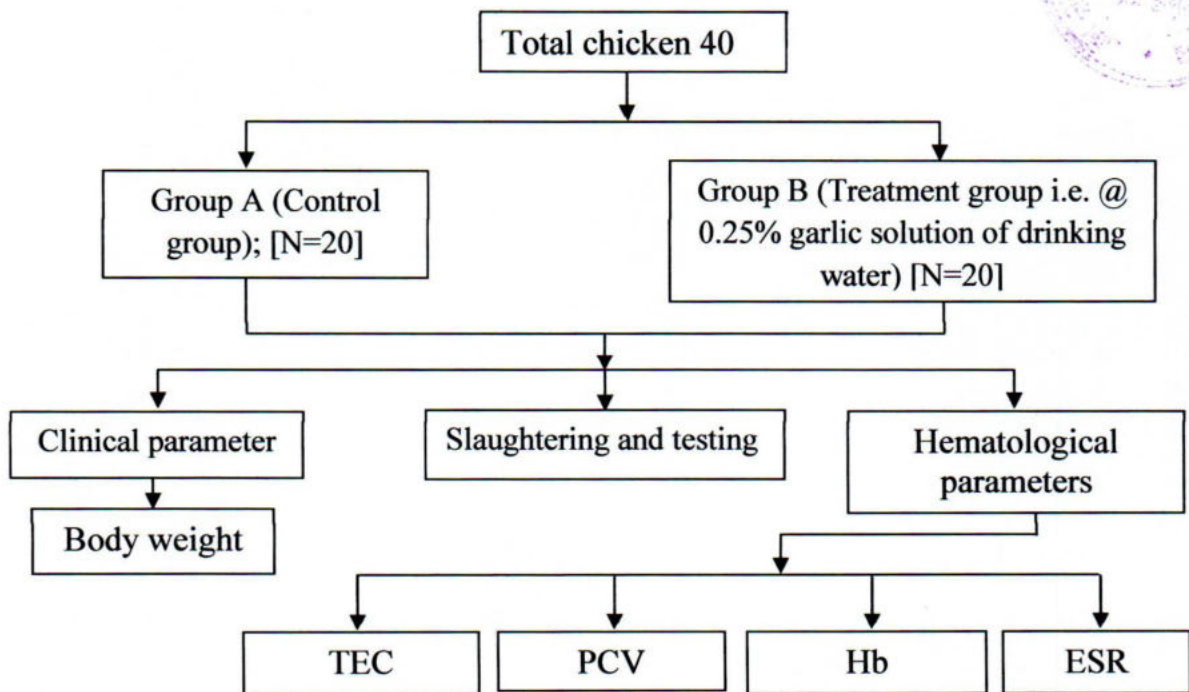 Total chicken 40
Group A (Control
group); [N=20]
Group B (Treatment group i.e. @
0.25% garlic solution of drinking
water) [N=20]
Clinical parameter
Slaughtering and testing
Hematological
parameters
Body weight
TEC
PCV
Hb
ESR